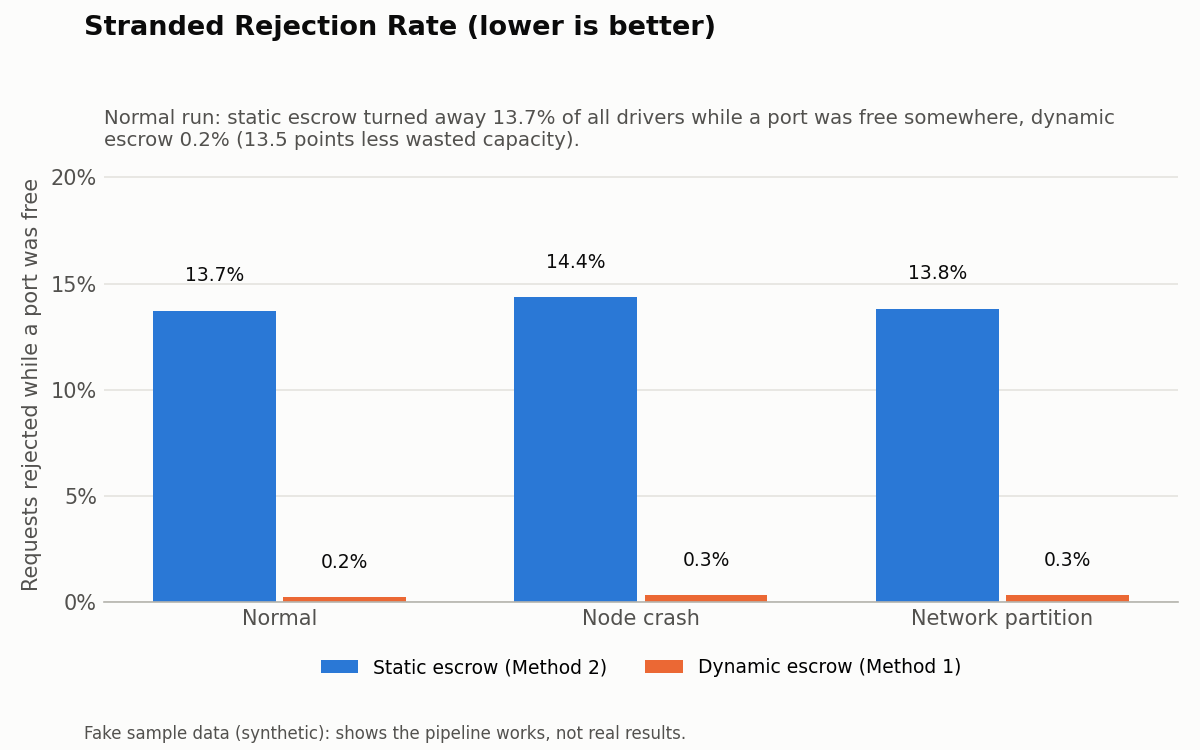 Stranded Rejection Rate (lower is better)
Normal run: static escrow turned away 13.7% of all drivers while a port was free somewhere, dynamic
escrow 0.2% (13.5 points less wasted capacity).
Requests rejected while a port was free
20%
15%
10%
5%
0%
13.7%
0.2%
14.4%
0.3%
13.8%
0.3%
Normal
Node crash
Network partition
Static escrow (Method 2)
Dynamic escrow (Method 1)
Fake sample data (synthetic): shows the pipeline works, not real results.